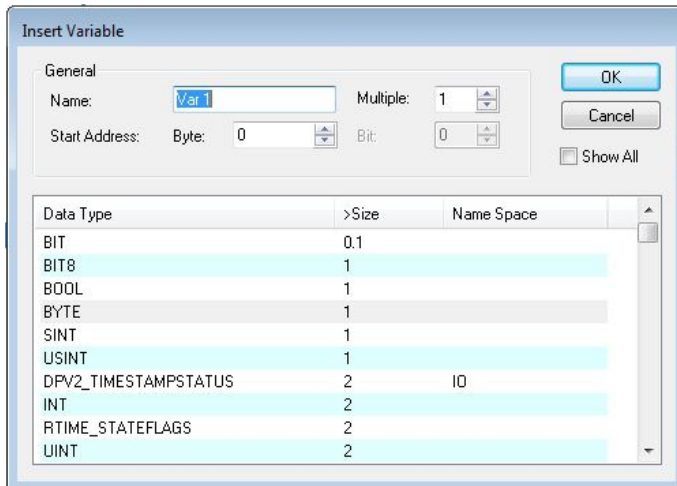 Insert Variable
General
Name: Var 1 Multiple: 1
Start Address: Byte: 0 Bit: 0
OK
Cancel
Show All
Data Type >Size Name Space
BIT 0.1
BIT8 1
BOOL 1
BYTE 1
SINT 1
USINT 1
DPV2_TIMESTAMPSTATUS 2 IO
INT 2
RTIME_STATEFLAGS 2
UINT 2